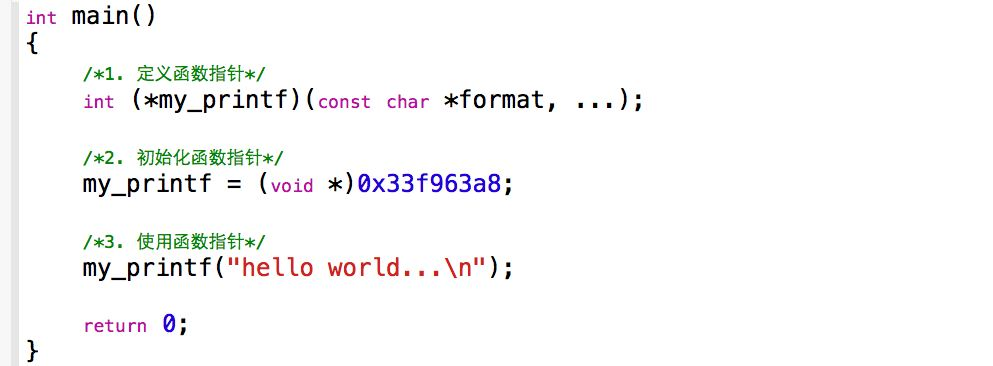 int main()
{
/*1. 定义函数指针*/
int (*my_printf)(const char *format, ...);
/*2. 初始化函数指针*/
my_printf = (void *)0x33f963a8;
/*3. 使用函数指针*/
my_printf("hello world...\n");
return 0;
}